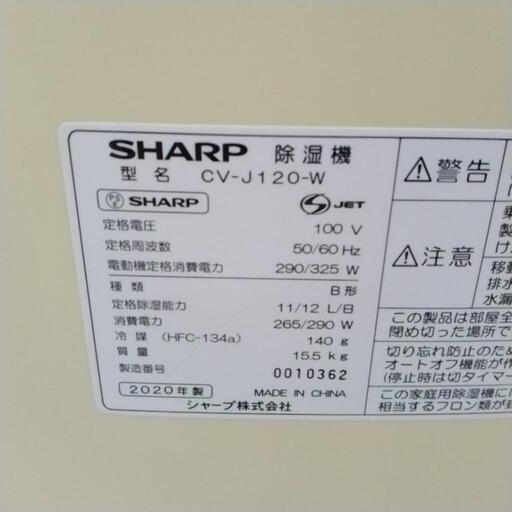 SHARP 除湿機
型名 CV-J120-W
PS E SHARP S JET
定格電圧 100 V
定格周波数 50/60 Hz
電動機定格消費電力 290/325 W
種類 B形
定格除湿能力 11/12 L/日
消費電力 265/290 W
冷媒 (HFC-134a) 140 g
質量 15.5 kg
製造番号 0010362
2020年製 MADE IN CHINA
シャープ株式会社
警告
注意
乗
製
け
移動
排水
水漏
この製品は部屋全
閉め切った場所で
切り忘れ防止のため
オートオフ機能が作
(停止時は切タイマー
この家庭用除湿機には
相当するフロン類が封